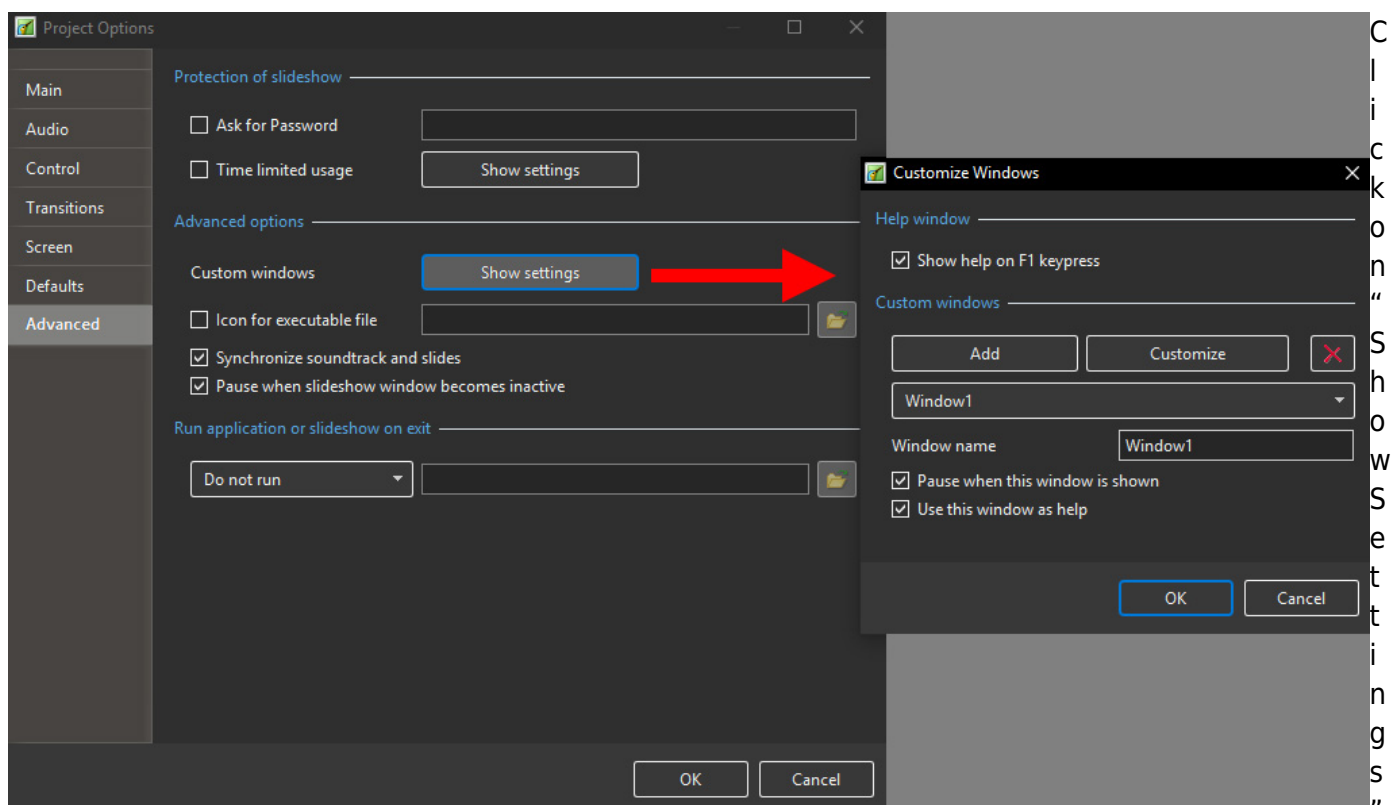 Project Options
Main
Audio
Control
Transitions
Screen
Defaults
Advanced
Protection of slideshow
Ask for Password
Time limited usage
Show settings
Advanced options
Custom windows
Show settings
Icon for executable file
Synchronize soundtrack and slides
Pause when slideshow window becomes inactive
Run application or slideshow on exit
Do not run
OK
Cancel
Customize Windows
Help window
Show help on F1 keypress
Custom windows
Add
Customize
Window1
Window name
Window1
Pause when this window is shown
Use this window as help
OK
Cancel
C
l
i
c
k
o
n
“
S
h
o
w
S
e
t
t
i
n
g
s
”